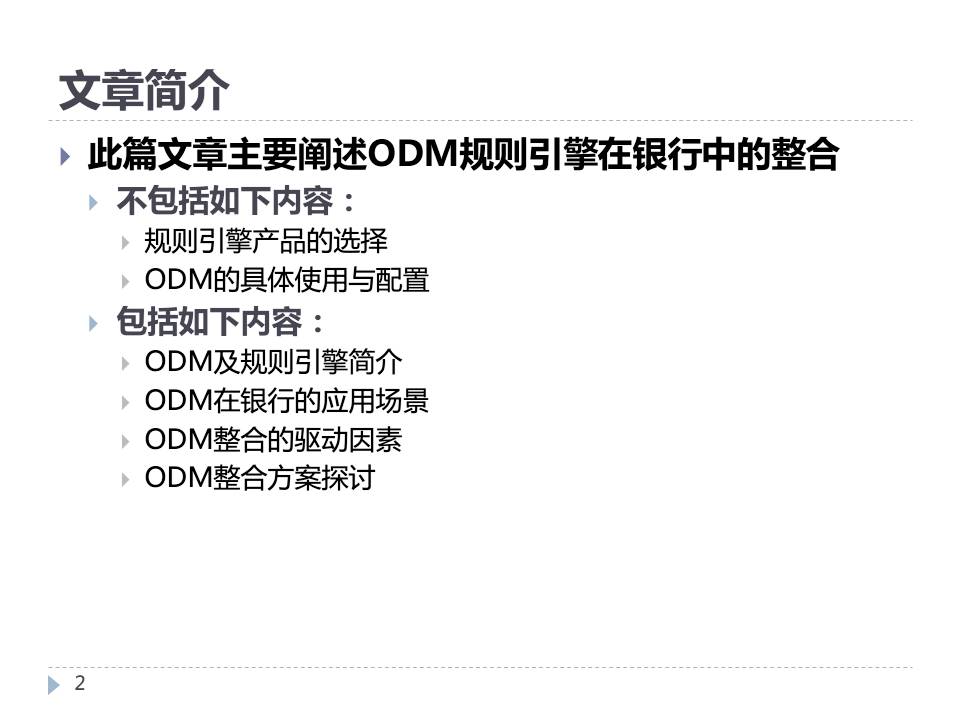 文章简介
此篇文章主要阐述ODM规则引擎在银行中的整合
不包括如下内容：
规则引擎产品的选择
ODM的具体使用与配置
包括如下内容：
ODM及规则引擎简介
ODM在银行的应用场景
ODM整合的驱动因素
ODM整合方案探讨
2